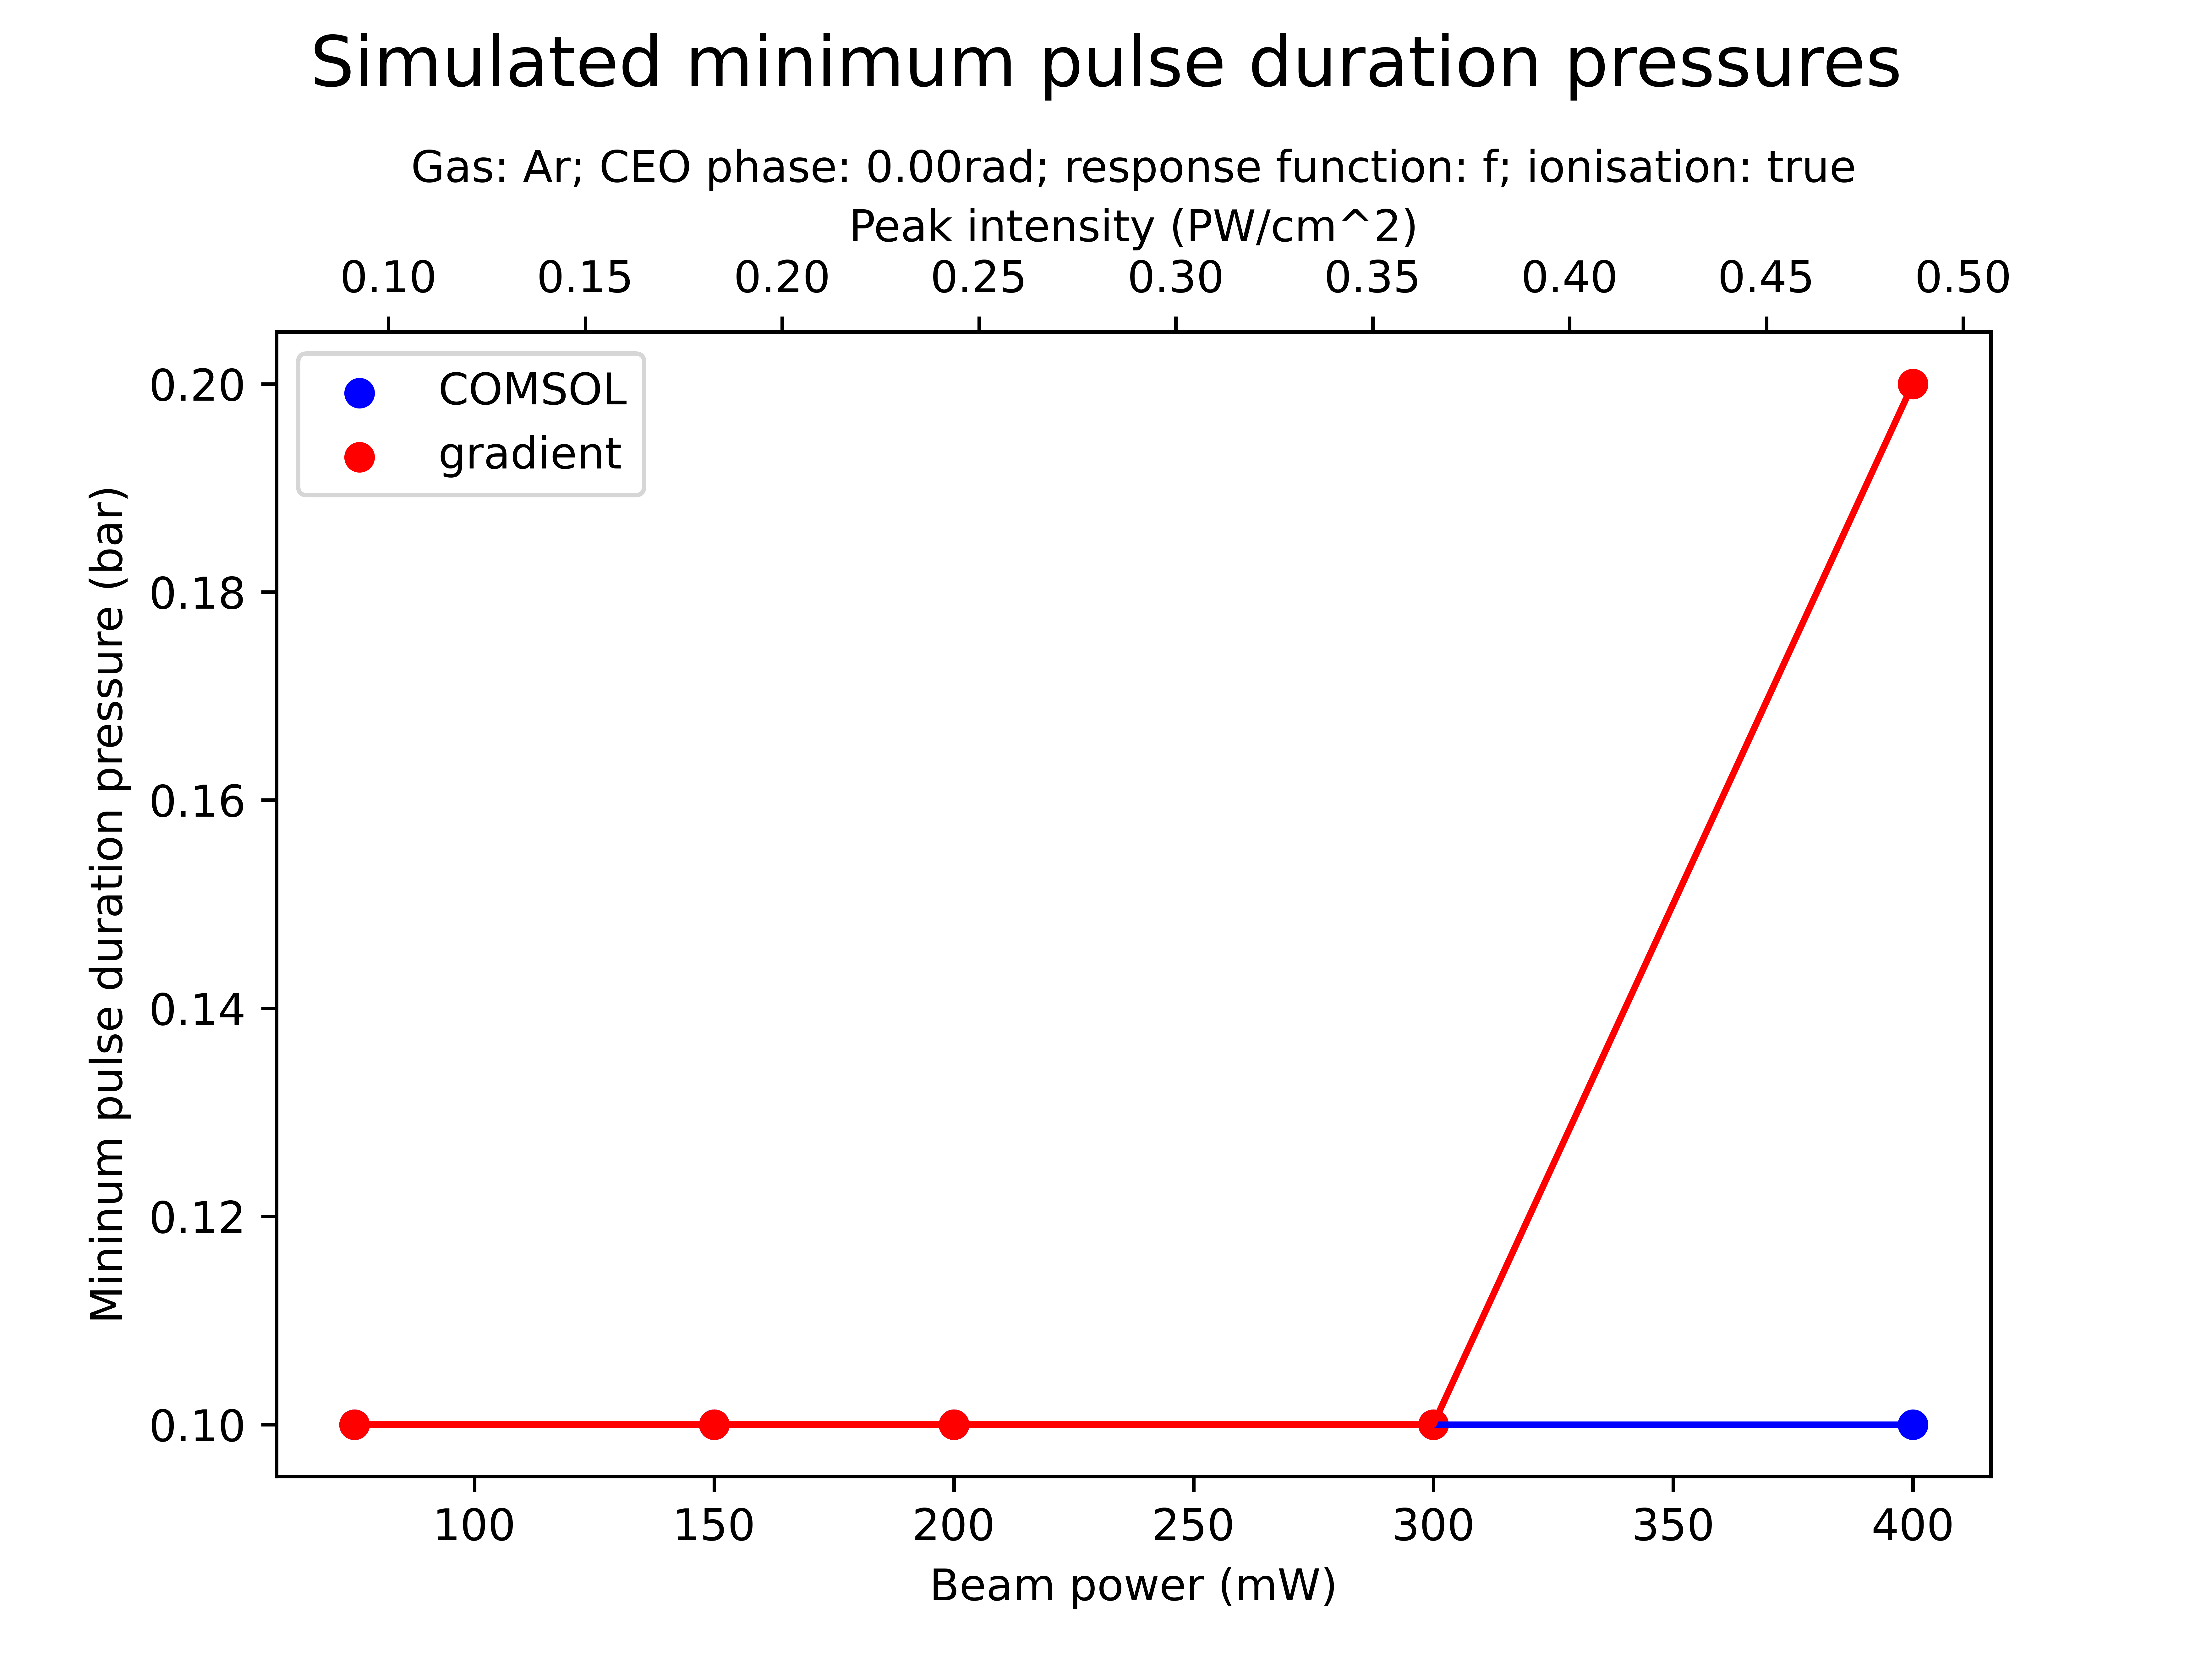 Simulated minimum pulse duration pressures
Gas: Ar; CEO phase: 0.00rad; response function: f; ionisation: true
Peak intensity (PW/cm^2)
0.10 0.15 0.20 0.25 0.30 0.35 0.40 0.45 0.50
COMSOL
gradient
Mininum pulse duration pressure (bar)
0.20
0.18
0.16
0.14
0.12
0.10
100 150 200 250 300 350 400
Beam power (mW)